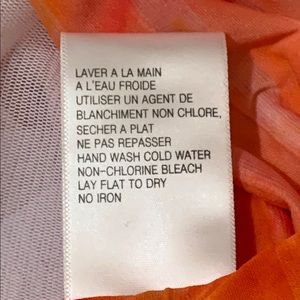 LAVER A LA MAIN
A L'EAU FROIDE
UTILISER UN AGENT DE
BLANCHIMENT NON CHLORE,
SECHER A PLAT
NE PAS REPASSER
HAND WASH COLD WATER
NON-CHLORINE BLEACH
LAY FLAT TO DRY
NO IRON